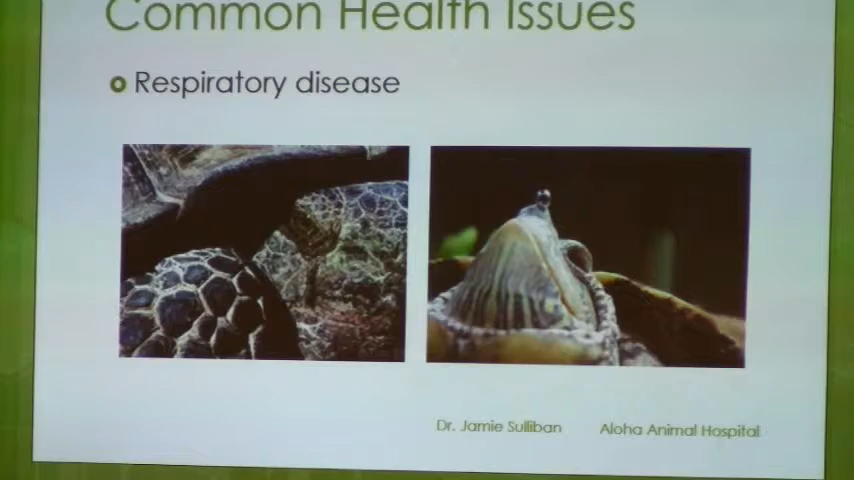 Common Health Issues
Respiratory disease
Dr. Jamie Sulliban Aloha Animal Hospital